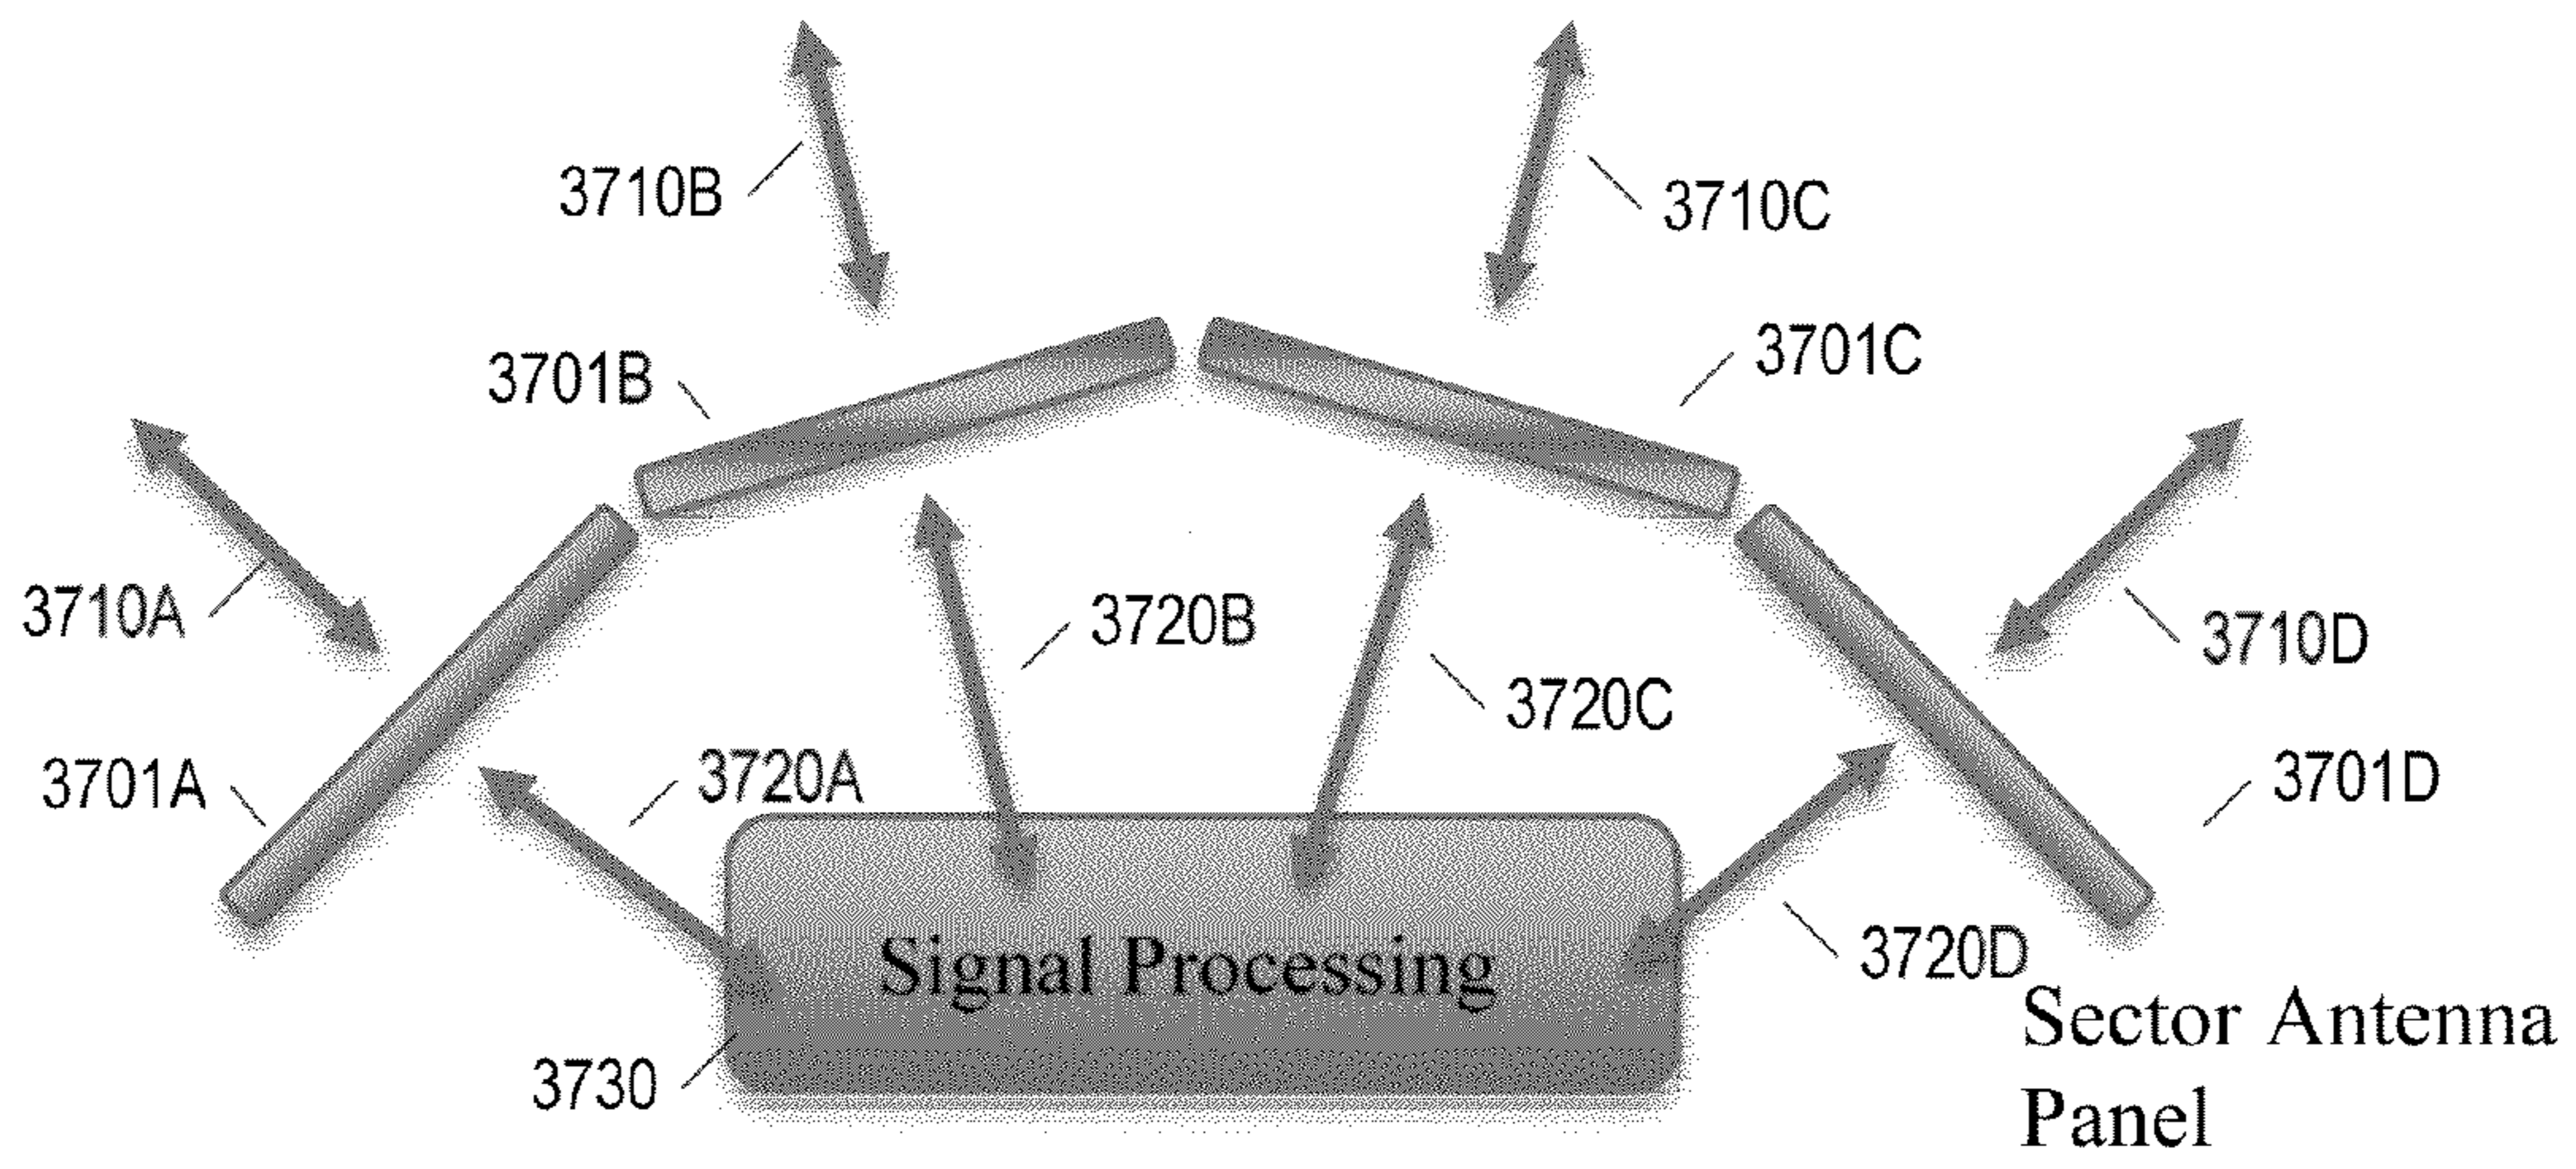 3710B
3710C
3701B
3701C
3710A
3720B
3710D
3720C
3701A
3720A
3701D
Signal Processing
3720D
Sector Antenna
Panel
3730